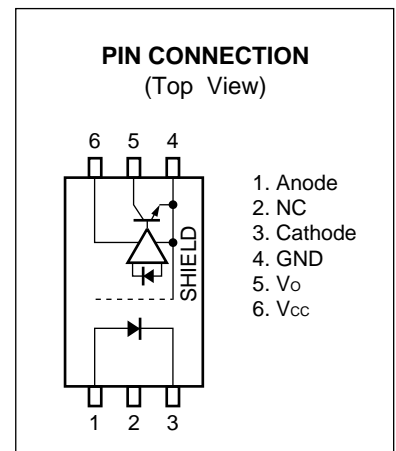 PIN CONNECTION
(Top View)
6 5 4
SHIELD
1 2 3
1. Anode
2. NC
3. Cathode
4. GND
5. Vo
6. Vcc